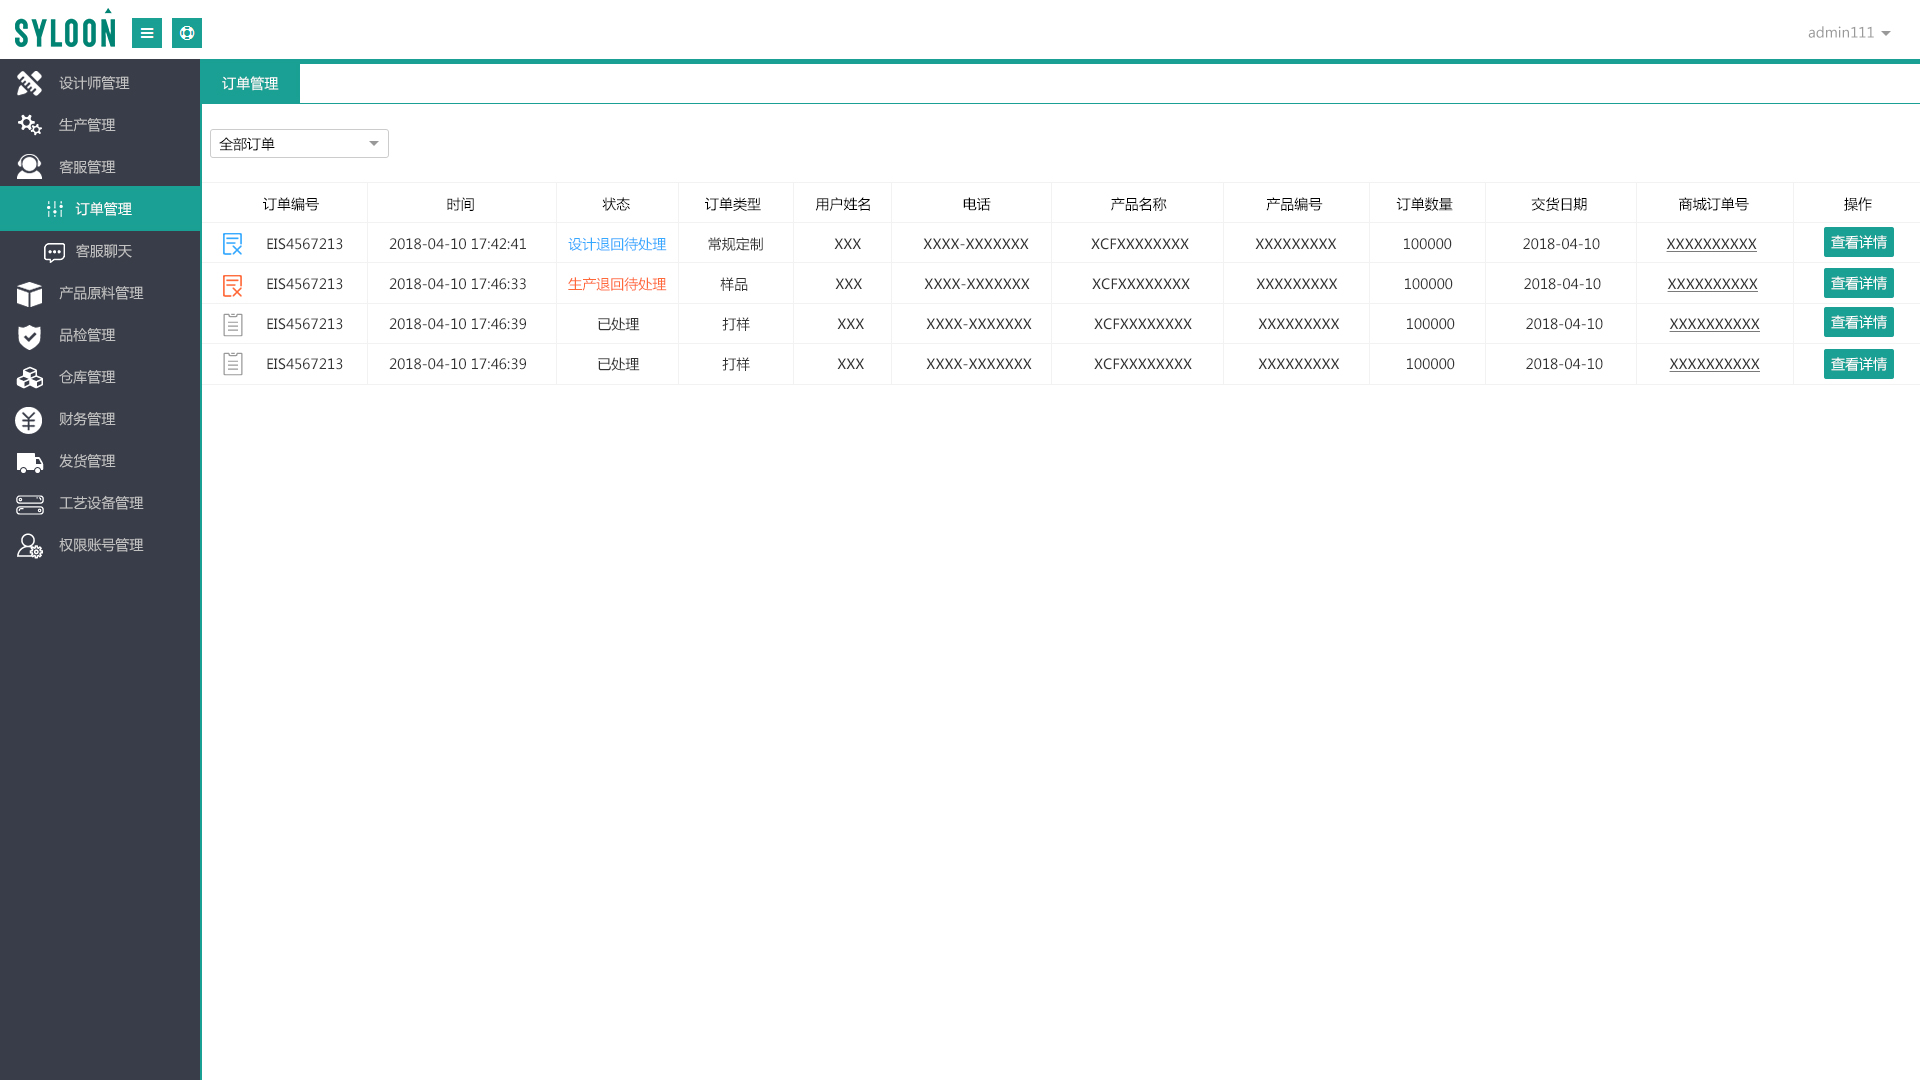 SYLOON
admin111
设计师管理
生产管理
客服管理
订单管理
客服聊天
产品原料管理
品检管理
仓库管理
财务管理
发货管理
工艺设备管理
权限账号管理
订单管理
全部订单
订单编号 时间 状态 订单类型 用户姓名 电话 产品名称 产品编号 订单数量 交货日期 商城订单号 操作
EIS4567213 2018-04-10 17:42:41 设计退回待处理 常规定制 XXX XXXX-XXXXXXX XCFXXXXXXXX XXXXXXXXX 100000 2018-04-10 XXXXXXXXXX 查看详情
EIS4567213 2018-04-10 17:46:33 生产退回待处理 样品 XXX XXXX-XXXXXXX XCFXXXXXXXX XXXXXXXXX 100000 2018-04-10 XXXXXXXXXX 查看详情
EIS4567213 2018-04-10 17:46:39 已处理 打样 XXX XXXX-XXXXXXX XCFXXXXXXXX XXXXXXXXX 100000 2018-04-10 XXXXXXXXXX 查看详情
EIS4567213 2018-04-10 17:46:39 已处理 打样 XXX XXXX-XXXXXXX XCFXXXXXXXX XXXXXXXXX 100000 2018-04-10 XXXXXXXXXX 查看详情